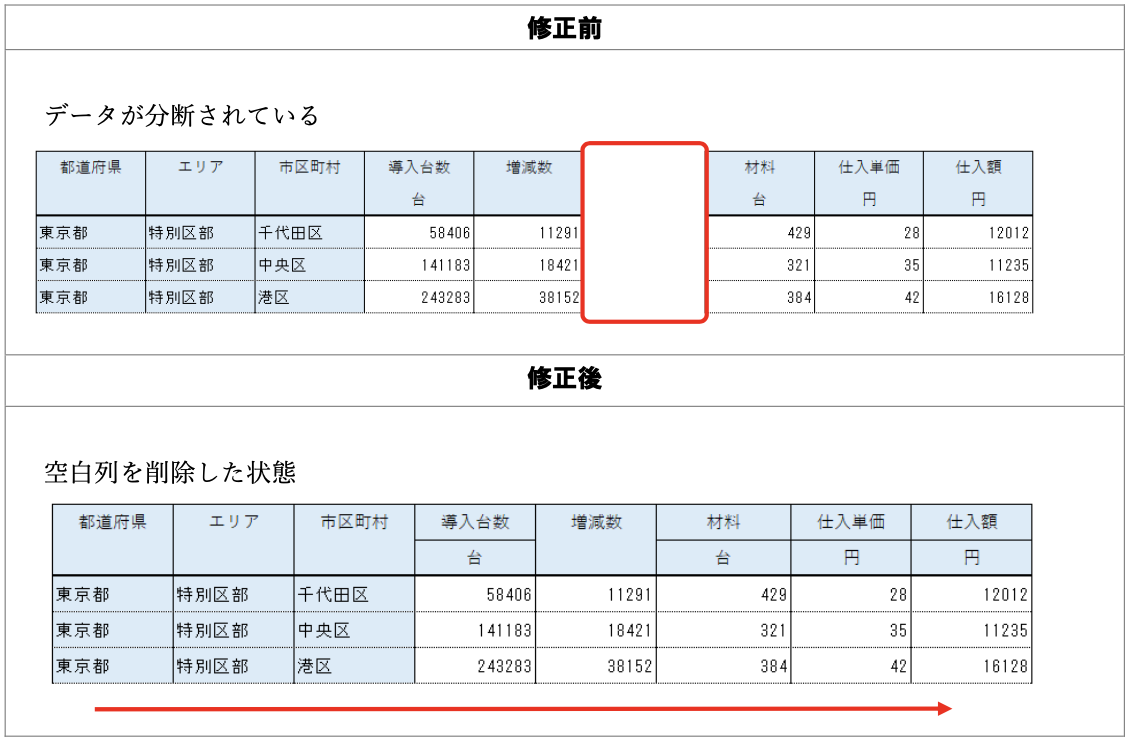 修正前
データが分断されている
都道府県 エリア 市区町村 導入台数 増減数 材料 仕入単価 仕入額
台 台 円 円
東京都 特別区部 千代田区 58406 11291 429 28 12012
東京都 特別区部 中央区 141183 18421 321 35 11235
東京都 特別区部 港区 243283 38152 384 42 16128
修正後
空白列を削除した状態
都道府県 エリア 市区町村 導入台数 増減数 材料 仕入単価 仕入額
台 台 円 円
東京都 特別区部 千代田区 58406 11291 429 28 12012
東京都 特別区部 中央区 141183 18421 321 35 11235
東京都 特別区部 港区 243283 38152 384 42 16128